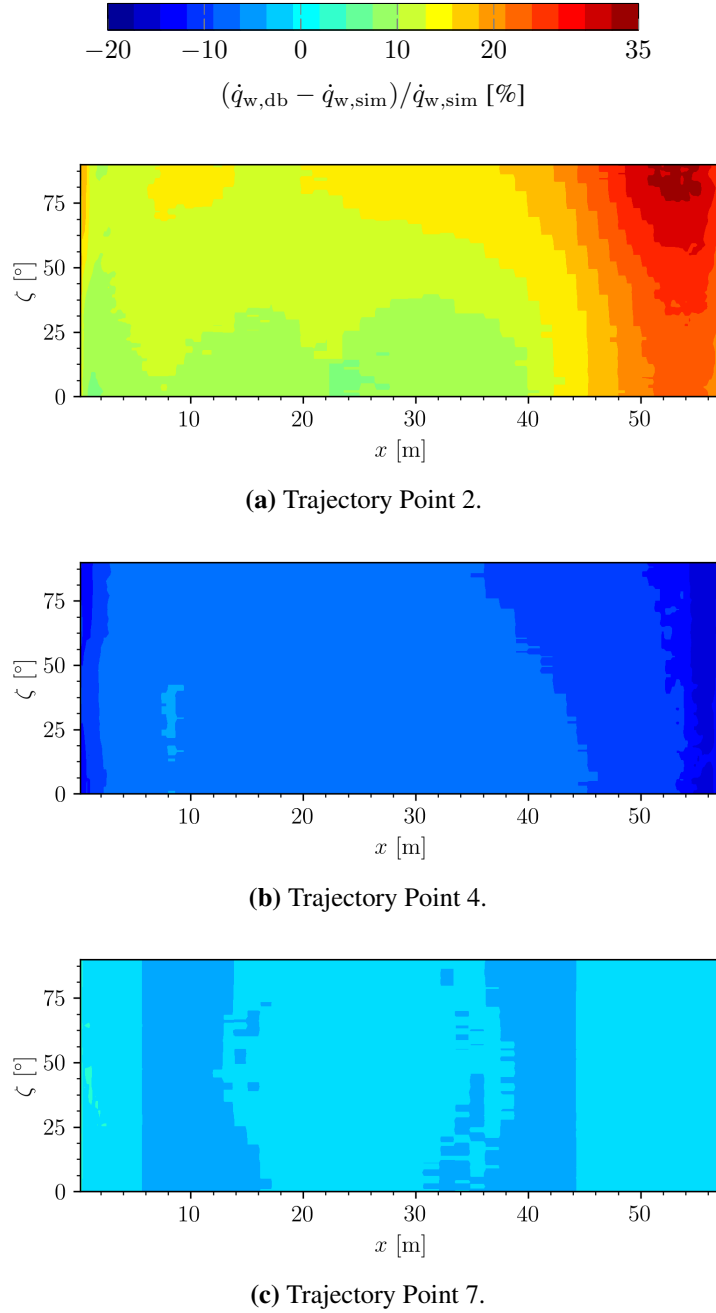 −20 −10 0 10 20 35
(q̇w,db − q̇w,sim)/q̇w,sim [%]
75
50
25
0
ζ [°]
10 20 30 40 50
x [m]
(a) Trajectory Point 2.
75
50
25
0
ζ [°]
10 20 30 40 50
x [m]
(b) Trajectory Point 4.
75
50
25
0
ζ [°]
10 20 30 40 50
x [m]
(c) Trajectory Point 7.